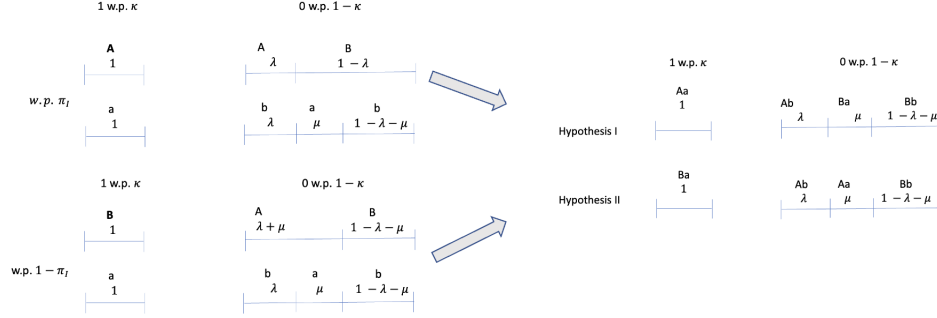 1 w.p. κ 0 w.p. 1 − κ
A A B
1 λ 1 − λ
w.p. π_I
a b a b
1 λ μ 1 − λ − μ
1 w.p. κ 0 w.p. 1 − κ
B A B
1 λ + μ 1 − λ − μ
w.p. 1 − π_I
a b a b
1 λ μ 1 − λ − μ
1 w.p. κ 0 w.p. 1 − κ
Aa Ab Ba Bb
1 λ μ 1 − λ − μ
Hypothesis I
Ba Ab Aa Bb
1 λ μ 1 − λ − μ
Hypothesis II